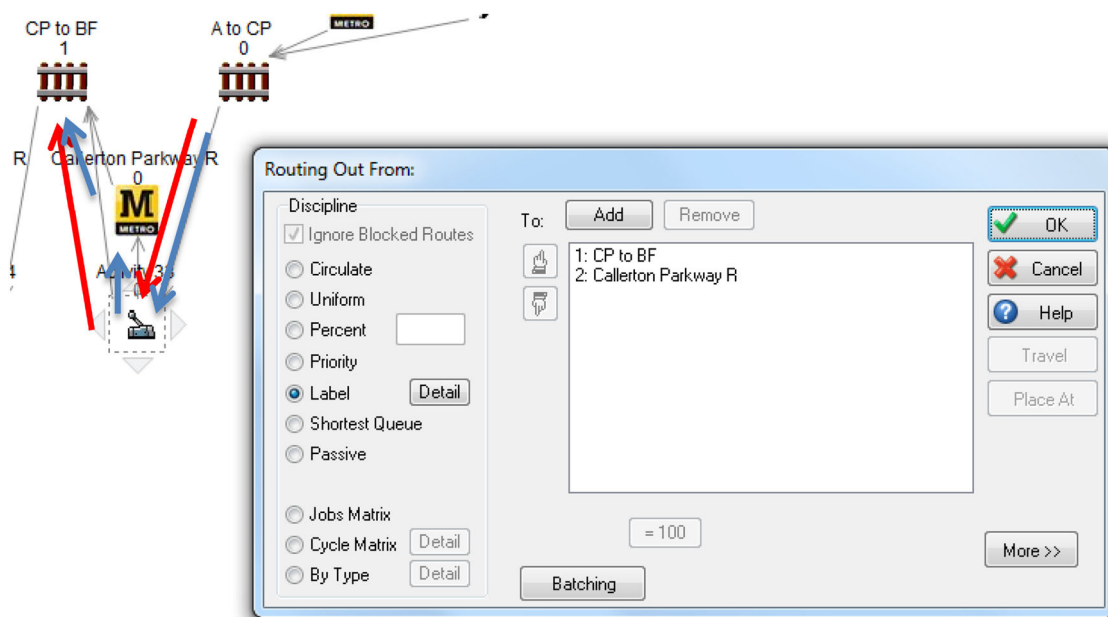 METRO
CP to BF
1
A to CP
0
R Callerton Parkway R
0
M
METRO
4
Activity 33
Routing Out From:
Discipline
Ignore Blocked Routes
Circulate
Uniform
Percent
Priority
Label Detail
Shortest Queue
Passive
Jobs Matrix
Cycle Matrix Detail
By Type Detail
To: Add Remove
1: CP to BF
2: Callerton Parkway R
= 100
Batching
OK
Cancel
Help
Travel
Place At
More >>